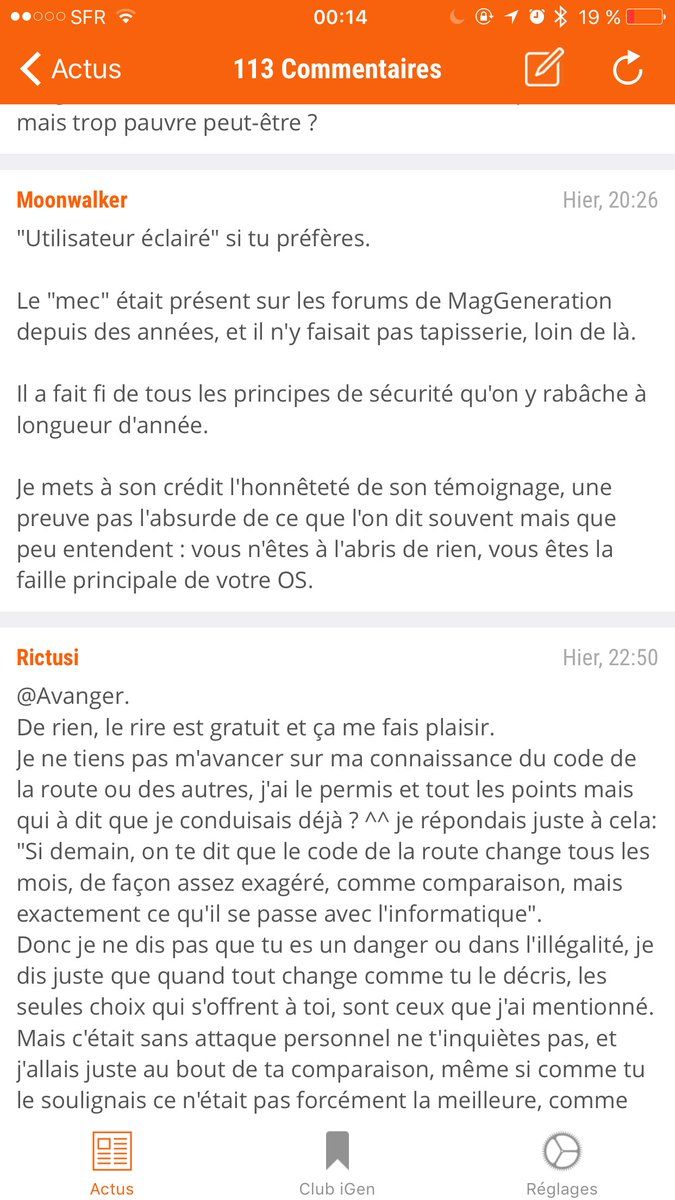 SFR 00:14 19 %
Actus 113 Commentaires
mais trop pauvre peut-être ?
Moonwalker Hier, 20:26
"Utilisateur éclairé" si tu préfères.
Le "mec" était présent sur les forums de MagGeneration
depuis des années, et il n'y faisait pas tapisserie, loin de là.
Il a fait fi de tous les principes de sécurité qu'on y rabâche à
longueur d'année.
Je mets à son crédit l'honnêteté de son témoignage, une
preuve pas l'absurde de ce que l'on dit souvent mais que
peu entendent : vous n'êtes à l'abris de rien, vous êtes la
faille principale de votre OS.
Rictusi Hier, 22:50
@Avanger.
De rien, le rire est gratuit et ça me fais plaisir.
Je ne tiens pas m'avancer sur ma connaissance du code de
la route ou des autres, j'ai le permis et tout les points mais
qui à dit que je conduisais déjà ? ^^ je répondais juste à cela:
"Si demain, on te dit que le code de la route change tous les
mois, de façon assez exagéré, comme comparaison, mais
exactement ce qu'il se passe avec l'informatique".
Donc je ne dis pas que tu es un danger ou dans l'illégalité, je
dis juste que quand tout change comme tu le décris, les
seules choix qui s'offrent à toi, sont ceux que j'ai mentionné.
Mais c'était sans attaque personnel ne t'inquiètes pas, et
j'allais juste au bout de ta comparaison, même si comme tu
le soulignais ce n'était pas forcément la meilleure, comme
Actus Club iGen Réglages